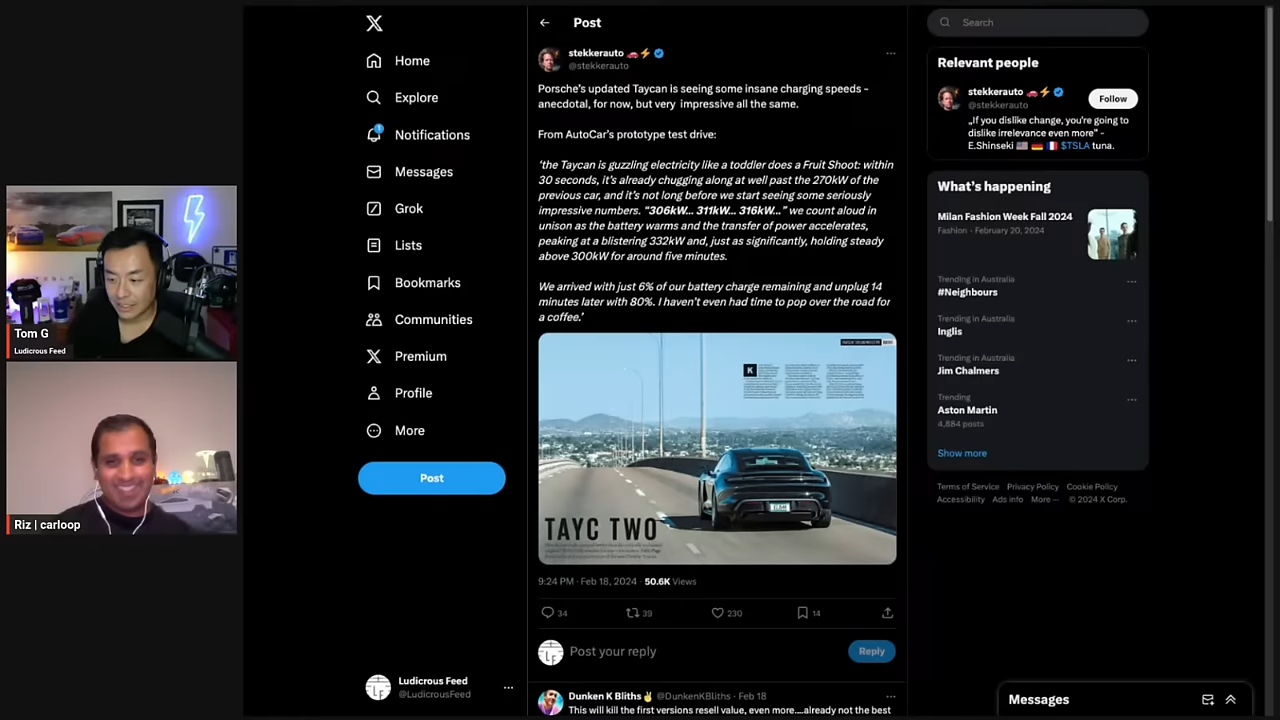 Tom G
Ludicrous Feed
Riz | carloop
Home
Explore
1
Notifications
Messages
Grok
Lists
Bookmarks
Communities
Premium
Profile
More
Post
Ludicrous Feed
@LudicrousFeed
Post
stekkerauto 🚗⚡
@stekkerauto
Porsche's updated Taycan is seeing some insane charging speeds -
anecdotal, for now, but very impressive all the same.
From AutoCar's prototype test drive:
'the Taycan is guzzling electricity like a toddler does a Fruit Shoot: within
30 seconds, it's already chugging along at well past the 270kW of the
previous car, and it's not long before we start seeing some seriously
impressive numbers. "306kW... 311kW... 316kW..." we count aloud in
unison as the battery warms and the transfer of power accelerates,
peaking at a blistering 332kW and, just as significantly, holding steady
above 300kW for around five minutes.
We arrived with just 6% of our battery charge remaining and unplug 14
minutes later with 80%. I haven't even had time to pop over the road for
a coffee.'
K
TAYC TWO
9:24 PM · Feb 18, 2024 · 50.6K Views
34
39
230
14
Post your reply
Reply
Dunken K Bliths ✌️ @DunkenKBliths · Feb 18
This will kill the first versions resell value, even more....already not the best
Search
Relevant people
stekkerauto 🚗⚡
@stekkerauto
Follow
„If you dislike change, you're going to
dislike irrelevance even more" -
E.Shinseki 🇺🇸 🇩🇪 🇫🇷 $TSLA tuna.
What's happening
Milan Fashion Week Fall 2024
Fashion · February 20, 2024
Trending in Australia
#Neighbours
Trending in Australia
Inglis
Trending in Australia
Jim Chalmers
Trending
Aston Martin
4,884 posts
Show more
Terms of Service Privacy Policy Cookie Policy
Accessibility Ads info More ··· © 2024 X Corp.
Messages